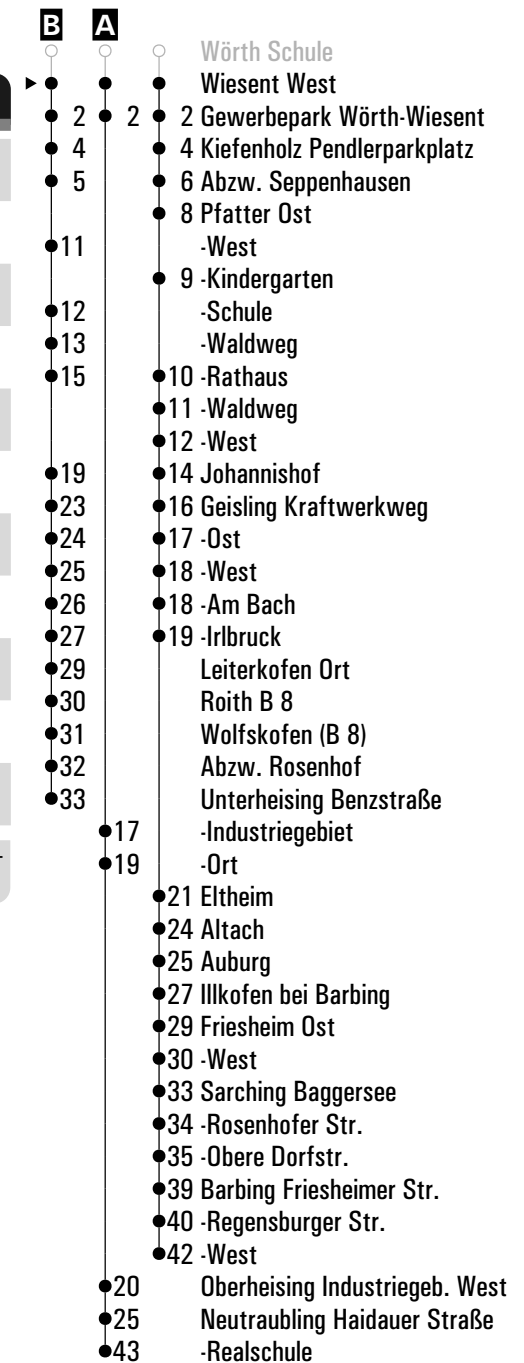 B A
Wörth Schule
Wiesent West
2 2 2 Gewerbepark Wörth-Wiesent
4 4 Kiefenholz Pendlerparkplatz
5 6 Abzw. Seppenhausen
8 Pfatter Ost
11 -West
9 -Kindergarten
12 -Schule
13 -Waldweg
15 10 -Rathaus
11 -Waldweg
12 -West
19 14 Johannishof
23 16 Geisling Kraftwerkweg
24 17 -Ost
25 18 -West
26 18 -Am Bach
27 19 -Irlbruck
29 Leiterkofen Ort
30 Roith B 8
31 Wolfskofen (B 8)
32 Abzw. Rosenhof
33 Unterheising Benzstraße
17 -Industriegebiet
19 -Ort
21 Eltheim
24 Altach
25 Auburg
27 Illkofen bei Barbing
29 Friesheim Ost
30 -West
33 Sarching Baggersee
34 -Rosenhofer Str.
35 -Obere Dorfstr.
39 Barbing Friesheimer Str.
40 -Regensburger Str.
42 -West
20 Oberheising Industriegeb. West
25 Neutraubling Haidauer Straße
43 -Realschule